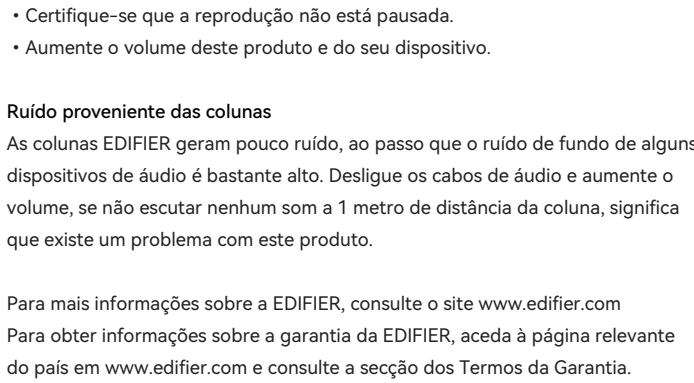 • Certifique-se que a reprodução não está pausada.
• Aumente o volume deste produto e do seu dispositivo.
Ruído proveniente das colunas
As colunas EDIFIER geram pouco ruído, ao passo que o ruído de fundo de alguns
dispositivos de áudio é bastante alto. Desligue os cabos de áudio e aumente o
volume, se não escutar nenhum som a 1 metro de distância da coluna, significa
que existe um problema com este produto.
Para mais informações sobre a EDIFIER, consulte o site www.edifier.com
Para obter informações sobre a garantia da EDIFIER, aceda à página relevante
do país em www.edifier.com e consulte a secção dos Termos da Garantia.